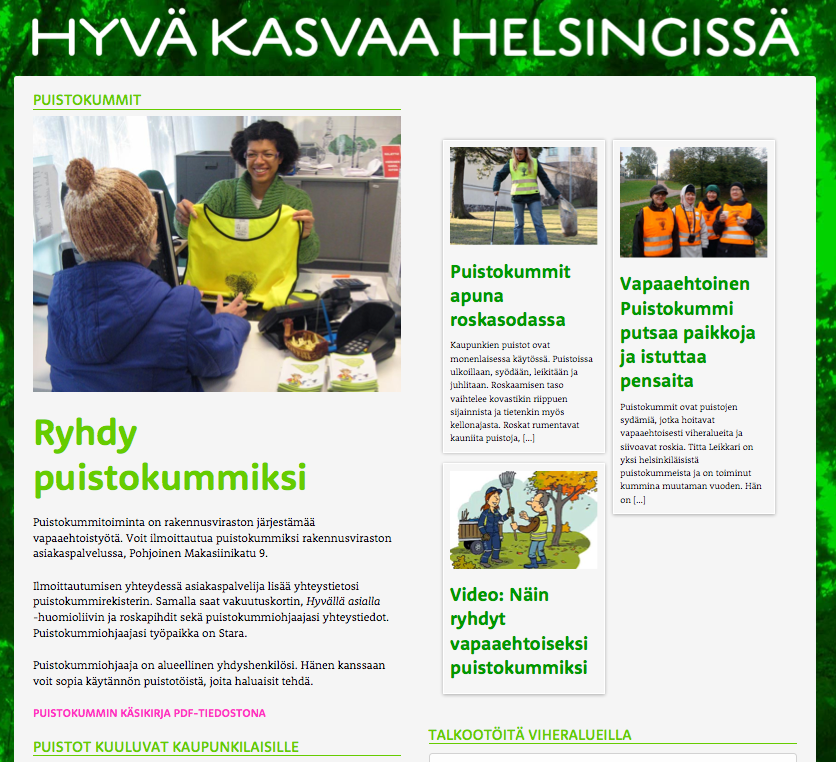 HYVÄ KASVAA HELSINGISSÄ
PUISTOKUMMIT
Ryhdy
puistokummiksi
Puistokummitoiminta on rakennusviraston järjestämää
vapaaehtoistyötä. Voit ilmoittautua puistokummiksi rakennusviraston
asiakaspalvelussa, Pohjoinen Makasiinikatu 9.
Ilmoittautumisen yhteydessä asiakaspalvelija lisää yhteystietosi
puistokummirekisterin. Samalla saat vakuutuskortin, Hyvällä asialla
-huomioliivin ja roskapihdit sekä puistokummiohjaajasi yhteystiedot.
Puistokummiohjaajasi työpaikka on Stara.
Puistokummiohjaaja on alueellinen yhdyshenkilösi. Hänen kanssaan
voit sopia käytännön puistotöistä, joita haluaisit tehdä.
PUISTOKUMMIN KÄSIKIRJA PDF-TIEDOSTONA
PUISTOT KUULUVAT KAUPUNKILAISILLE
Puistokummit
apuna
roskasodassa
Kaupunkien puistot ovat
monenlaisessa käytössä. Puistoissa
ulkoillaan, syödään, leikitään ja
juhlitaan. Roskaamisen taso
vaihtelee kovastikin riippuen
sijainnista ja tietenkin myös
kellonajasta. Roskat rumentavat
kauniita puistoja, [...]
Vapaaehtoinen
Puistokummi
putsaa paikkoja
ja istuttaa
pensaita
Puistokummit ovat puistojen
sydämiä, jotka hoitavat
vapaaehtoisesti viheralueita ja
siivoavat roskia. Titta Leikkari on
yksi helsinkiläisistä
puistokummeista ja on toiminut
kummina muutaman vuoden. Hän
on [...]
Video: Näin
ryhdyt
vapaaehtoiseksi
puistokummiksi
TALKOOTÖITÄ VIHERALUEILLA